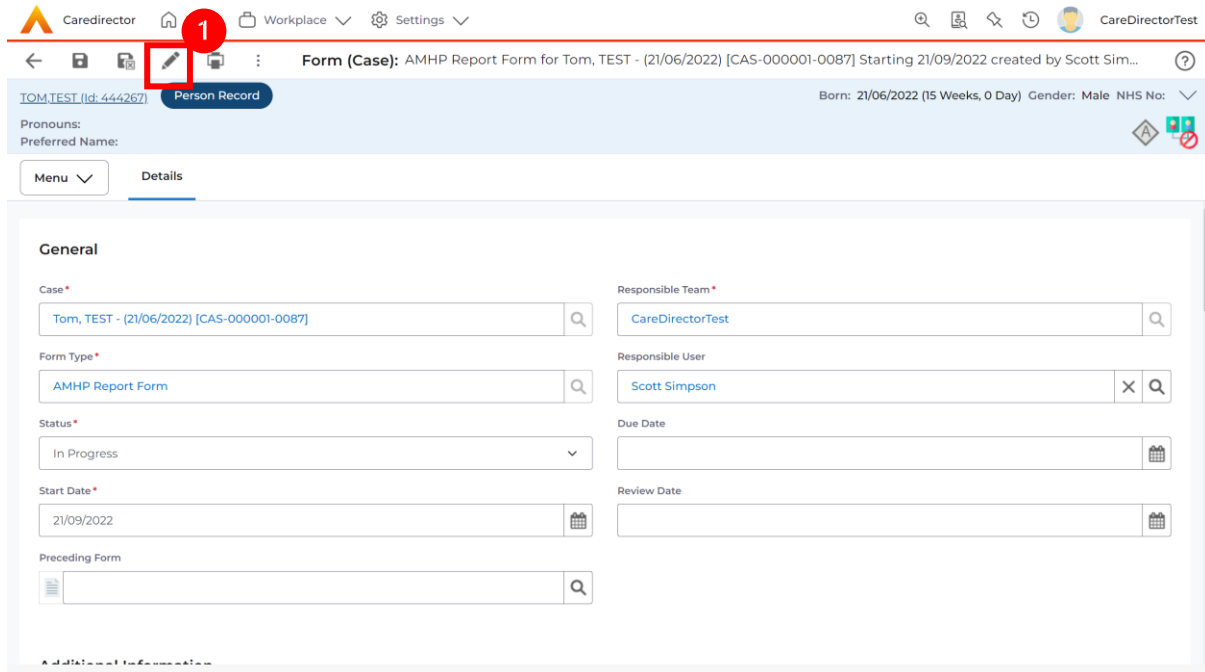 Caredirector Workplace Settings CareDirectorTest
1
Form (Case): AMHP Report Form for Tom, TEST - (21/06/2022) [CAS-000001-0087] Starting 21/09/2022 created by Scott Sim...
TOM,TEST (Id: 444267) Person Record Born: 21/06/2022 (15 Weeks, 0 Day) Gender: Male NHS No:
Pronouns:
Preferred Name:
A
Menu Details
General
Case* Responsible Team*
Tom, TEST - (21/06/2022) [CAS-000001-0087] CareDirectorTest
Form Type* Responsible User
AMHP Report Form Scott Simpson
Status* Due Date
In Progress
Start Date* Review Date
21/09/2022
Preceding Form
Additional Information